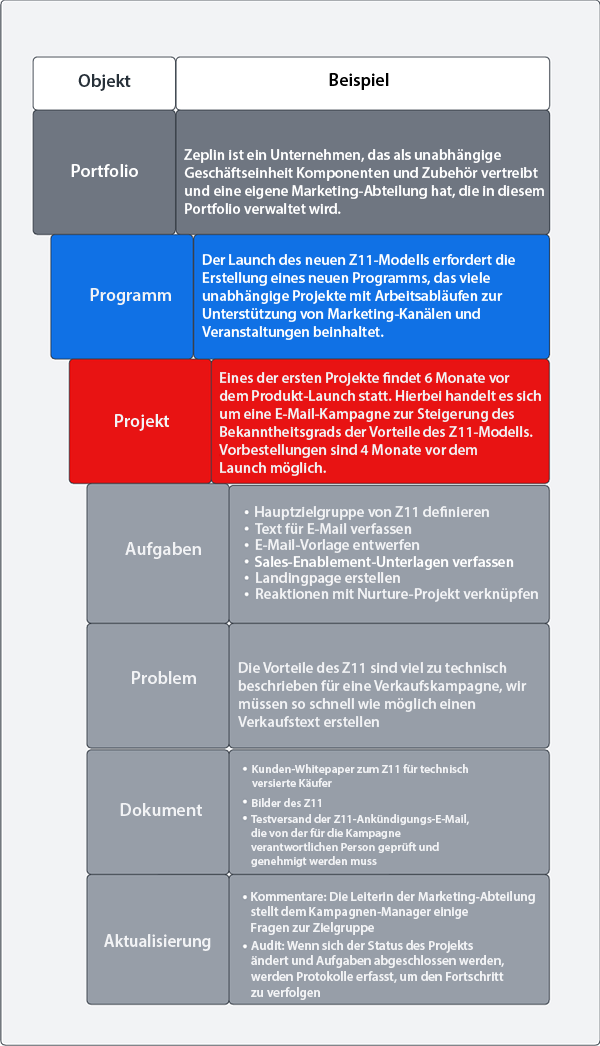 Objekt
Beispiel
Portfolio
Zeplin ist ein Unternehmen, das als unabhängige
Geschäftseinheit Komponenten und Zubehör vertreibt
und eine eigene Marketing-Abteilung hat, die in diesem
Portfolio verwaltet wird.
Programm
Der Launch des neuen Z11-Modells erfordert die
Erstellung eines neuen Programms, das viele
unabhängige Projekte mit Arbeitsabläufen zur
Unterstützung von Marketing-Kanälen und
Veranstaltungen beinhaltet.
Projekt
Eines der ersten Projekte findet 6 Monate vor
dem Produkt-Launch statt. Hierbei handelt es sich
um eine E-Mail-Kampagne zur Steigerung des
Bekanntheitsgrads der Vorteile des Z11-Modells.
Vorbestellungen sind 4 Monate vor dem
Launch möglich.
Aufgaben
• Hauptzielgruppe von Z11 definieren
• Text für E-Mail verfassen
• E-Mail-Vorlage entwerfen
• Sales-Enablement-Unterlagen verfassen
• Landingpage erstellen
• Reaktionen mit Nurture-Projekt verknüpfen
Problem
Die Vorteile des Z11 sind viel zu technisch
beschrieben für eine Verkaufskampagne, wir
müssen so schnell wie möglich einen
Verkaufstext erstellen
Dokument
• Kunden-Whitepaper zum Z11 für technisch
versierte Käufer
• Bilder des Z11
• Testversand der Z11-Ankündigungs-E-Mail,
die von der für die Kampagne
verantwortlichen Person geprüft und
genehmigt werden muss
Aktualisierung
• Kommentare: Die Leiterin der Marketing-Abteilung
stellt dem Kampagnen-Manager einige
Fragen zur Zielgruppe
• Audit: Wenn sich der Status des Projekts
ändert und Aufgaben abgeschlossen werden,
werden Protokolle erfasst, um den Fortschritt
zu verfolgen